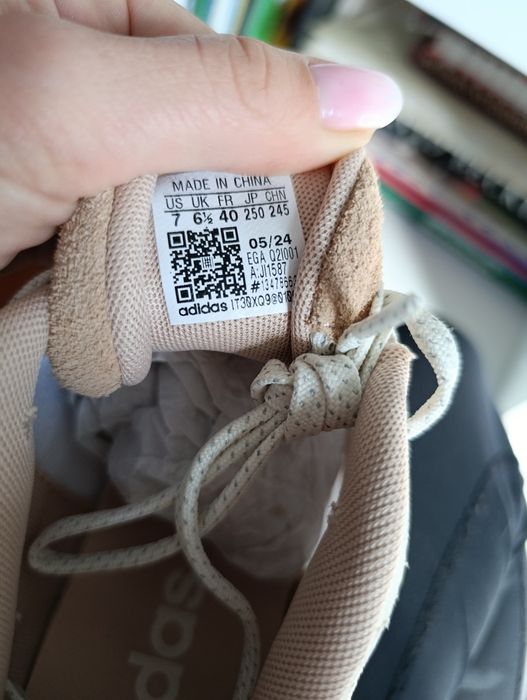 MADE IN CHINA
US UK FR JP CHN
7 6½ 40 250 245
05/24
EGA Q2I001
A:JI1587
adidas
adidas